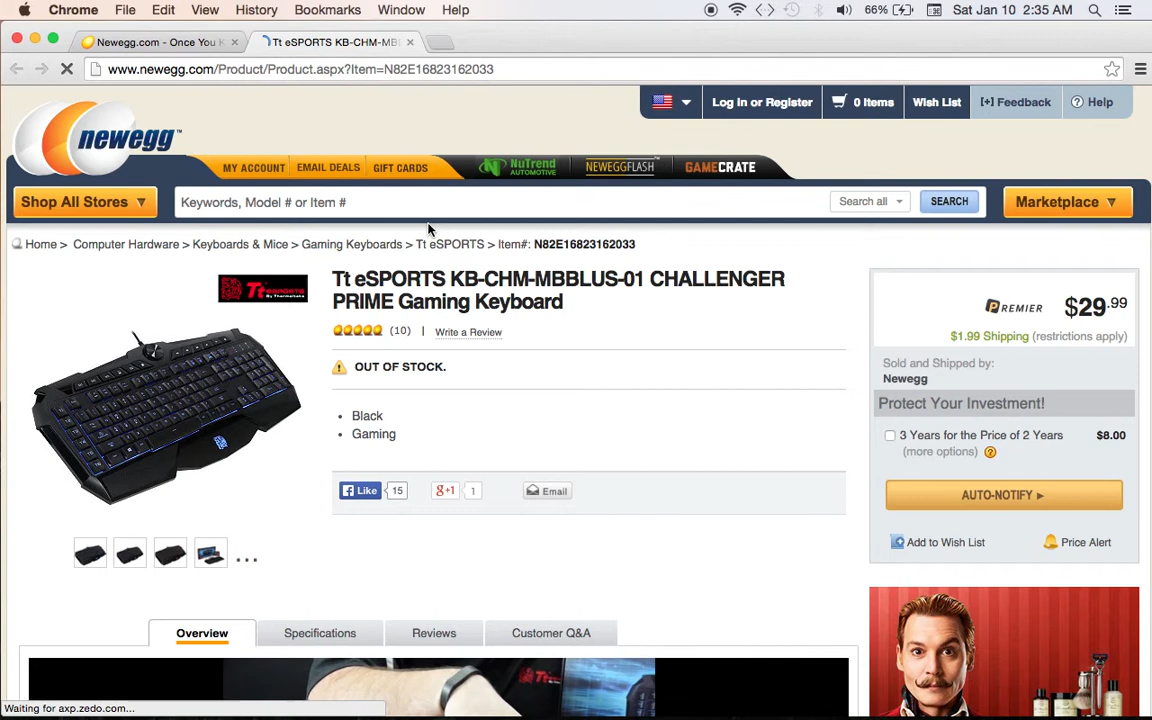 Chrome File Edit View History Bookmarks Window Help 66% Sat Jan 10 2:35 AM
Newegg.com - Once You K Tt eSPORTS KB-CHM-MB
www.newegg.com/Product/Product.aspx?Item=N82E16823162033
Log In or Register 0 Items Wish List [+] Feedback ? Help
newegg™
MY ACCOUNT EMAIL DEALS GIFT CARDS NUTREND AUTOMOTIVE NEWEGGFLASH™ GAMECRATE
Shop All Stores ▼ Keywords, Model # or Item # Search all SEARCH Marketplace ▼
Home > Computer Hardware > Keyboards & Mice > Gaming Keyboards > Tt eSPORTS > Item#: N82E16823162033
Tt eSPORTS
By Thermaltake
Tt eSPORTS KB-CHM-MBBLUS-01 CHALLENGER
PRIME Gaming Keyboard
(10) | Write a Review
OUT OF STOCK.
• Black
• Gaming
Like 15 g+1 1 Email
PREMIER $29.99
$1.99 Shipping (restrictions apply)
Sold and Shipped by:
Newegg
Protect Your Investment!
3 Years for the Price of 2 Years $8.00
(more options) ?
AUTO-NOTIFY ▶
Add to Wish List Price Alert
...
Overview Specifications Reviews Customer Q&A
Waiting for axp.zedo.com...